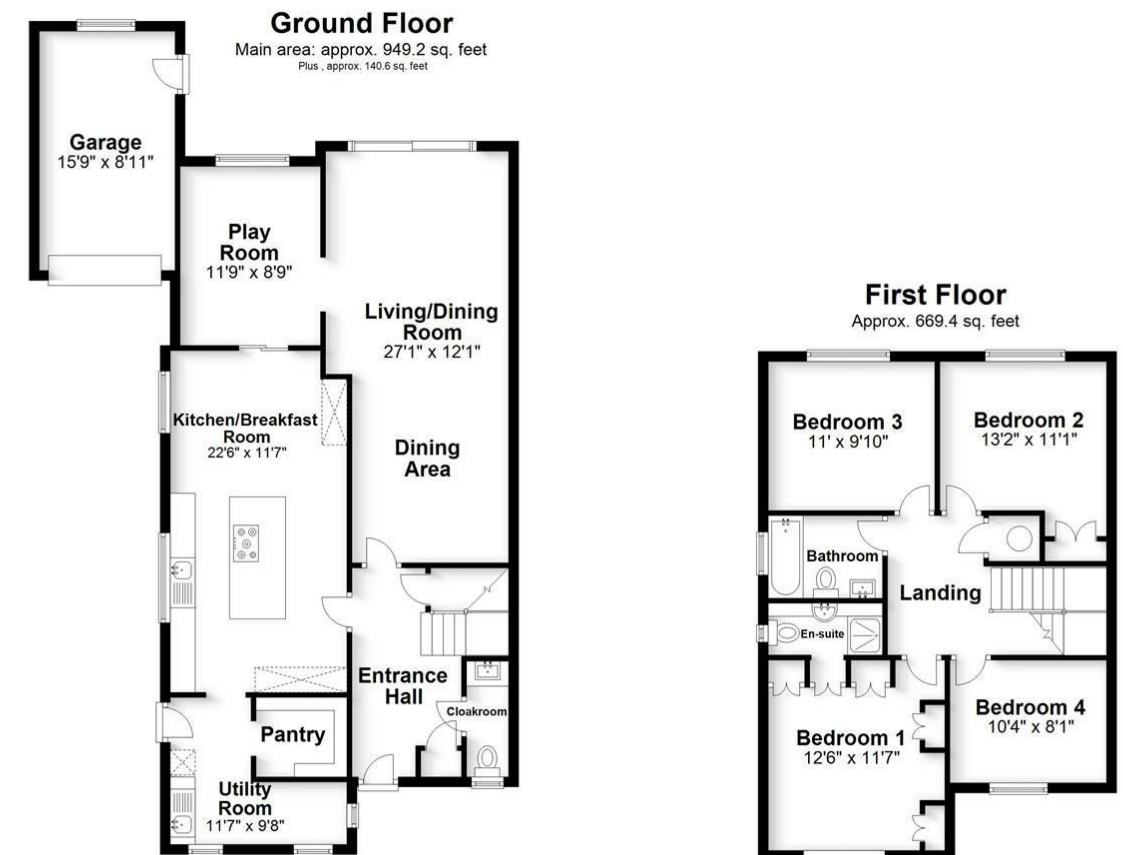 Ground Floor
Main area: approx. 949.2 sq. feet
Plus , approx. 140.6 sq. feet
Garage
15'9" x 8'11"
Play
Room
11'9" x 8'9"
Living/Dining
Room
27'1" x 12'1"
Kitchen/Breakfast
Room
22'6" x 11'7"
Dining
Area
Entrance
Hall
Cloakroom
Pantry
Utility
Room
11'7" x 9'8"
First Floor
Approx. 669.4 sq. feet
Bedroom 3
11' x 9'10"
Bedroom 2
13'2" x 11'1"
Bathroom
Landing
En-suite
Bedroom 1
12'6" x 11'7"
Bedroom 4
10'4" x 8'1"